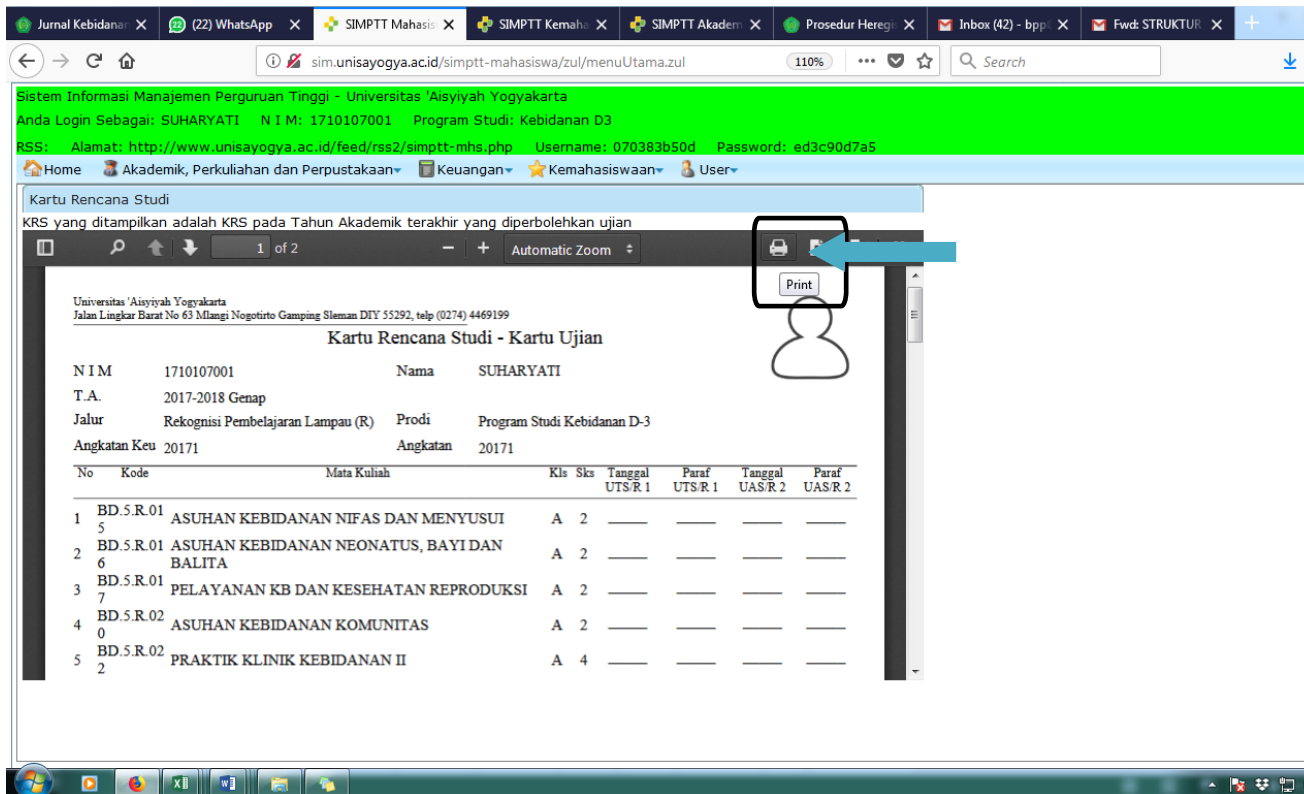 Jurnal Kebidanan
(22) WhatsApp
SIMPTT Mahasis
SIMPTT Kemaha
SIMPTT Akadem
Prosedur Heregi
Inbox (42) - bpp
Fwd: STRUKTUR
sim.unisayogya.ac.id/simptt-mahasiswa/zul/menuUtama.zul
110%
Search
Sistem Informasi Manajemen Perguruan Tinggi - Universitas 'Aisyiyah Yogyakarta
Anda Login Sebagai: SUHARYATI N I M: 1710107001 Program Studi: Kebidanan D3
RSS: Alamat: http://www.unisayogya.ac.id/feed/rss2/simptt-mhs.php Username: 070383b50d Password: ed3c90d7a5
Home Akademik, Perkuliahan dan Perpustakaan Keuangan Kemahasiswaan User
Kartu Rencana Studi
KRS yang ditampilkan adalah KRS pada Tahun Akademik terakhir yang diperbolehkan ujian
1 of 2
Automatic Zoom
Print
Universitas 'Aisyiyah Yogyakarta
Jalan Lingkar Barat No 63 Mlangi Nogotirto Gamping Sleman DIY 55292, telp (0274) 4469199
Kartu Rencana Studi - Kartu Ujian
N I M 1710107001 Nama SUHARYATI
T.A. 2017-2018 Genap
Jalur Rekognisi Pembelajaran Lampau (R) Prodi Program Studi Kebidanan D-3
Angkatan Keu 20171 Angkatan 20171
No Kode Mata Kuliah Kls Sks Tanggal Paraf Tanggal Paraf
UTS/R 1 UTS/R 1 UAS/R 2 UAS/R 2
1 BD.5.R.01
5 ASUHAN KEBIDANAN NIFAS DAN MENYUSUI A 2
2 BD.5.R.01 ASUHAN KEBIDANAN NEONATUS, BAYI DAN A 2
6 BALITA
3 BD.5.R.01
7 PELAYANAN KB DAN KESEHATAN REPRODUKSI A 2
4 BD.5.R.02
0 ASUHAN KEBIDANAN KOMUNITAS A 2
5 BD.5.R.02
2 PRAKTIK KLINIK KEBIDANAN II A 4